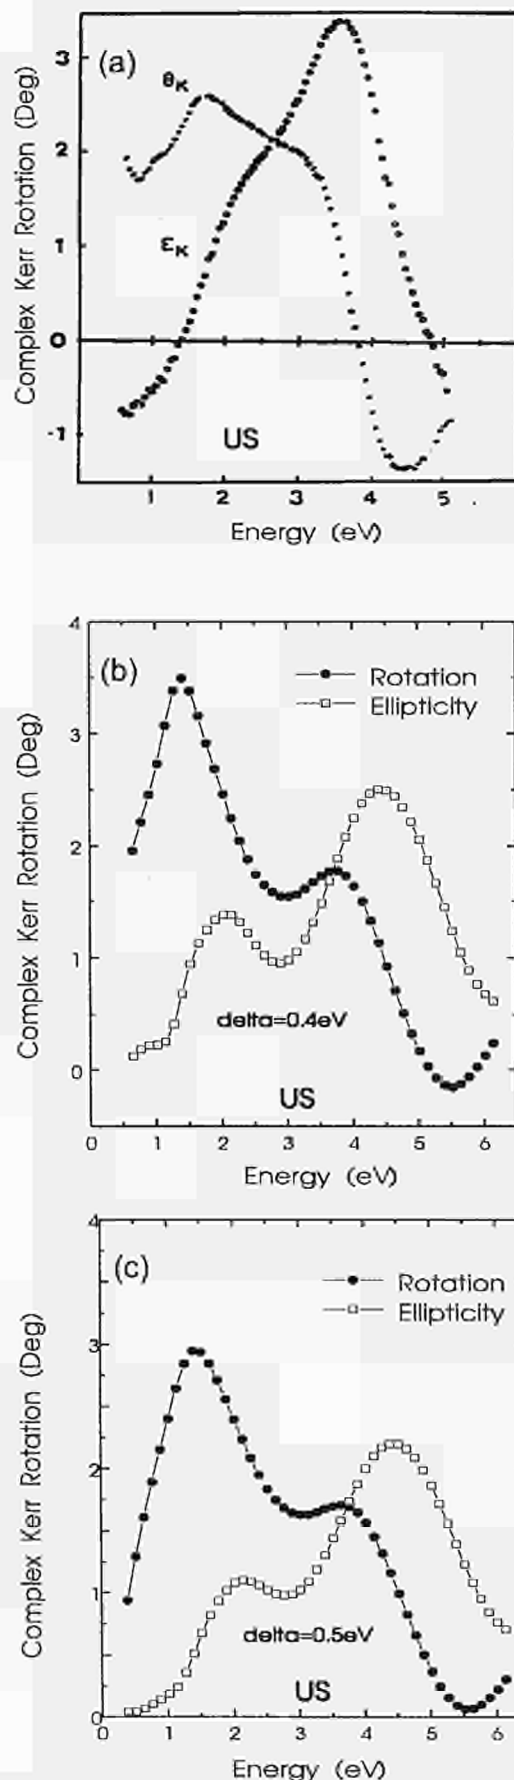 (a)
θK
εK
US
3
2
1
0
-1
1 2 3 4 5
Energy (eV)
Complex Kerr Rotation (Deg)
(b)
Rotation
Ellipticity
4
3
2
1
0
delta=0.4eV
US
0 1 2 3 4 5 6
Energy (eV)
Complex Kerr Rotation (Deg)
(c)
Rotation
Ellipticity
4
3
2
1
0
delta=0.5eV
US
0 1 2 3 4 5 6
Energy (eV)
Complex Kerr Rotation (Deg)